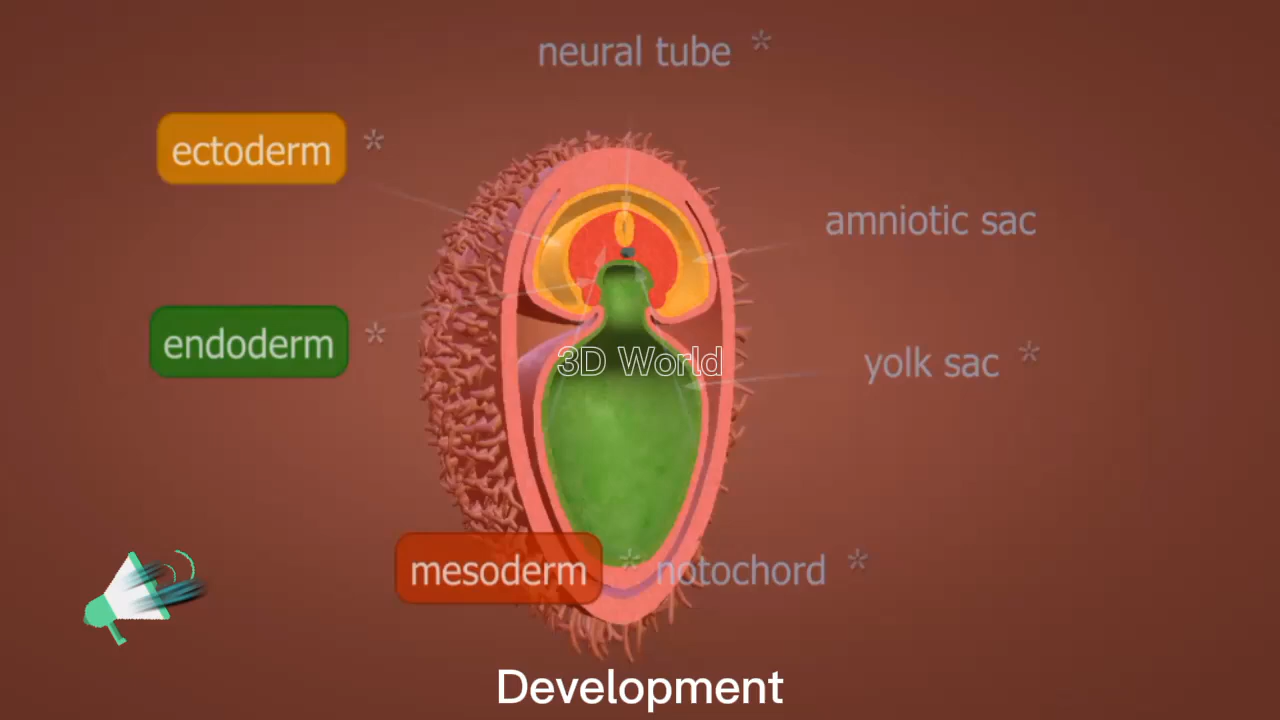 neural tube *
ectoderm *
amniotic sac
endoderm *
3D World
yolk sac *
mesoderm * notochord *
Development